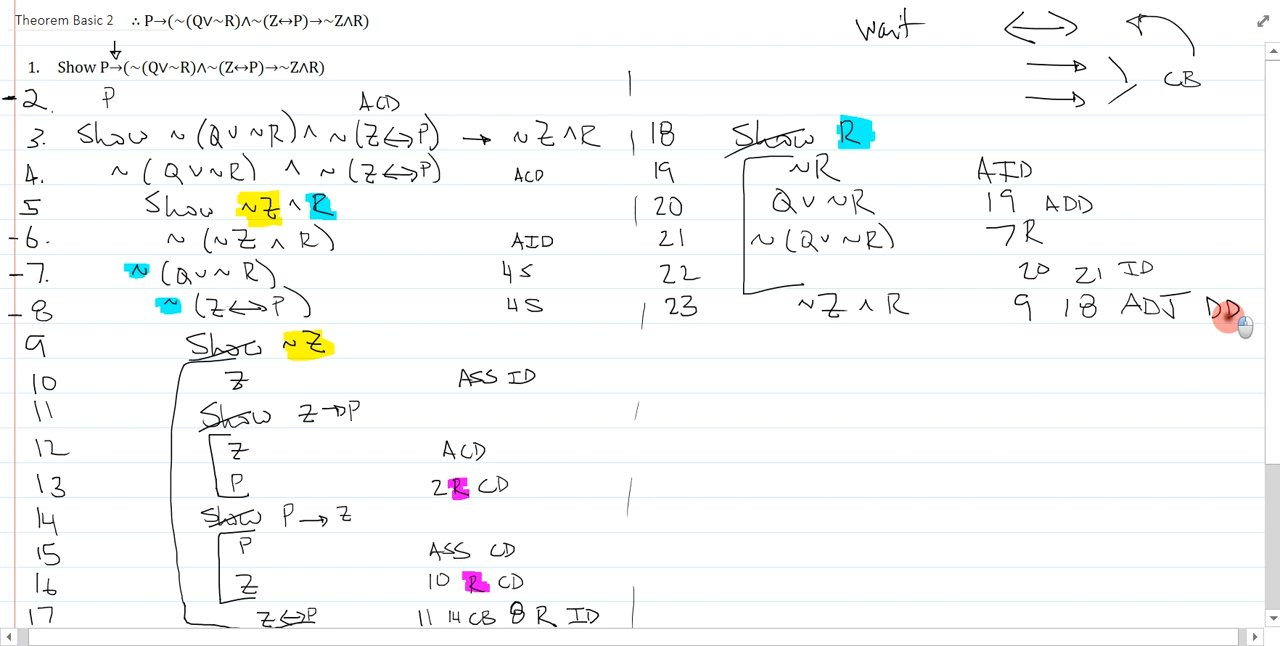 Theorem Basic 2 ∴ P→(~(Q∨~R)∧~(Z↔P)→~Z∧R)
wait ↔
→
→ CB
1. Show P→(~(Q∨~R)∧~(Z↔P)→~Z∧R)
2. P ACD
3. Show ~(Q∨~R)∧~(Z↔P) → ~Z∧R
4. ~(Q∨~R) ∧ ~(Z↔P) ACD
5 Show ~Z∧R
6. ~(~Z∧R) AID
7. ~(Q∨~R) 4S
8 ~(Z↔P) 4S
9 Show ~Z
10 Z ASS ID
11 Show Z→P
12 Z ACD
13 P 2R CD
14 Show P→Z
15 P ASS CD
16 Z 10 R CD
17 Z↔P 11 14 CB 8 R ID
18 Show R
19 ~R AID
20 Q∨~R 19 ADD
21 ~(Q∨~R) 7R
22 20 21 ID
23 ~Z∧R 9 18 ADJ DD